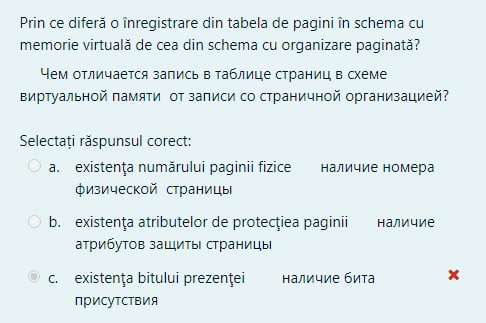 Prin ce diferă o înregistrare din tabela de pagini în schema cu
memorie virtuală de cea din schema cu organizare paginată?
Чем отличается запись в таблице страниц в схеме
виртуальной памяти от записи со страничной организацией?
Selectați răspunsul corect:
a. existenţa numărului paginii fizice наличие номера
физической страницы
b. existenţa atributelor de protecţiea paginii наличие
атрибутов защиты страницы
c. existenţa bitului prezenţei наличие бита
присутствия